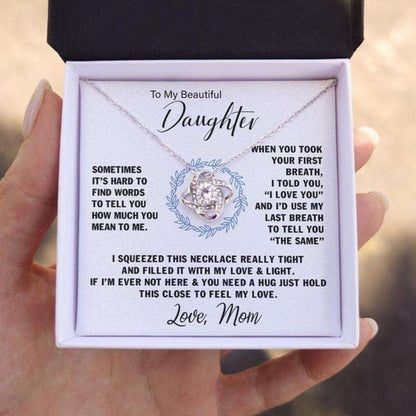 To My Beautiful
Daughter
SOMETIMES
IT'S HARD TO
FIND WORDS
TO TELL YOU
HOW MUCH YOU
MEAN TO ME.
WHEN YOU TOOK
YOUR FIRST
BREATH,
I TOLD YOU,
“I LOVE YOU”
AND I'D USE MY
LAST BREATH
TO TELL YOU
“THE SAME”
I SQUEEZED THIS NECKLACE REALLY TIGHT
AND FILLED IT WITH MY LOVE & LIGHT.
IF I'M EVER NOT HERE & YOU NEED A HUG JUST HOLD
THIS CLOSE TO FEEL MY LOVE.
Love, Mom